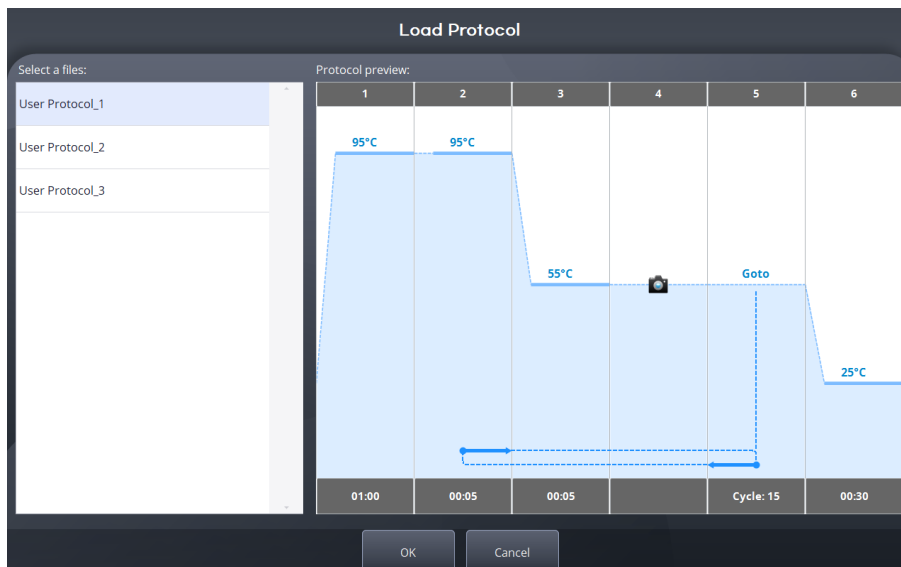 Load Protocol
Select a files:
Protocol preview:
User Protocol_1
User Protocol_2
User Protocol_3
1 2 3 4 5 6
95°C 95°C
55°C Goto
25°C
01:00 00:05 00:05 Cycle: 15 00:30
OK Cancel